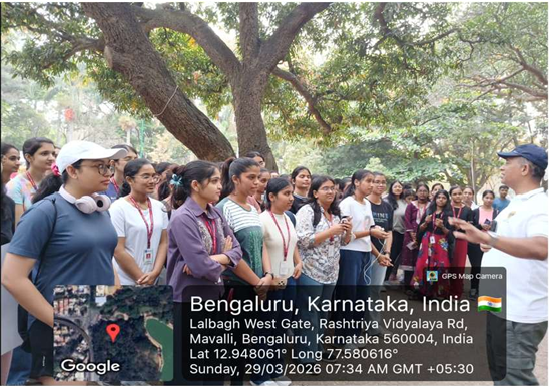 GPS Map Camera
Bengaluru, Karnataka, India
Lalbagh West Gate, Rashtriya Vidyalaya Rd,
Mavalli, Bengaluru, Karnataka 560004, India
Lat 12.948061° Long 77.580616°
Sunday, 29/03/2026 07:34 AM GMT +05:30
Google